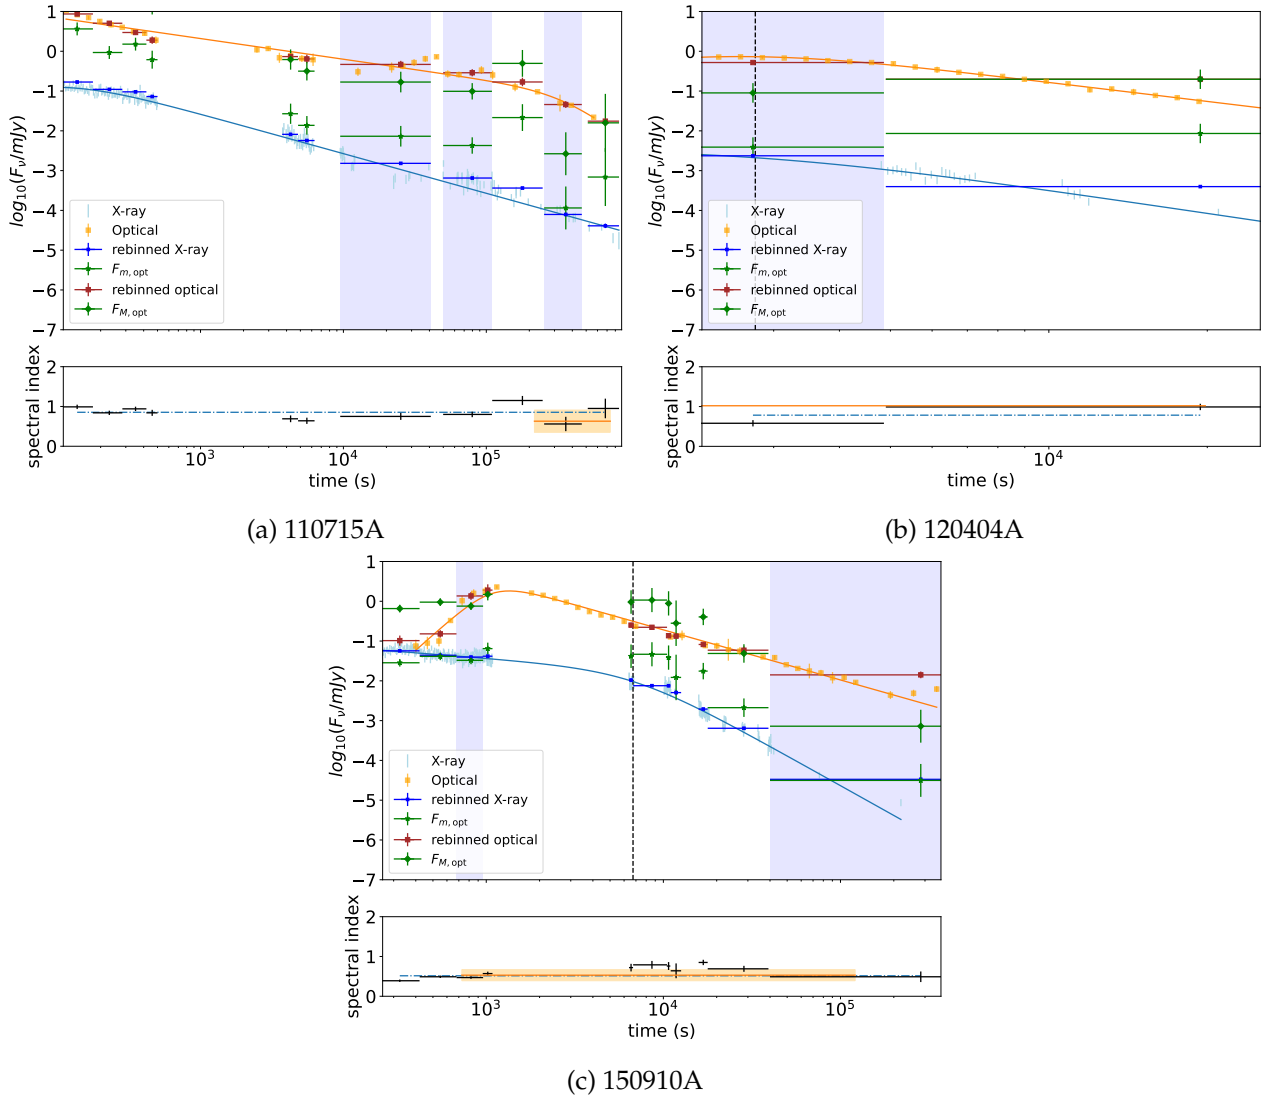 1
0
−1
−2
−3
−4
−5
−6
−7
log10(Fν/mJy)
X-ray
Optical
rebinned X-ray
Fm, opt
rebinned optical
FM, opt
2
1
0
spectral index
10³ 10⁴ 10⁵
time (s)
(a) 110715A
1
0
−1
−2
−3
−4
−5
−6
−7
log10(Fν/mJy)
X-ray
Optical
rebinned X-ray
Fm, opt
rebinned optical
FM, opt
2
1
0
spectral index
10⁴
time (s)
(b) 120404A
1
0
−1
−2
−3
−4
−5
−6
−7
log10(Fν/mJy)
X-ray
Optical
rebinned X-ray
Fm, opt
rebinned optical
FM, opt
2
1
0
spectral index
10³ 10⁴ 10⁵
time (s)
(c) 150910A